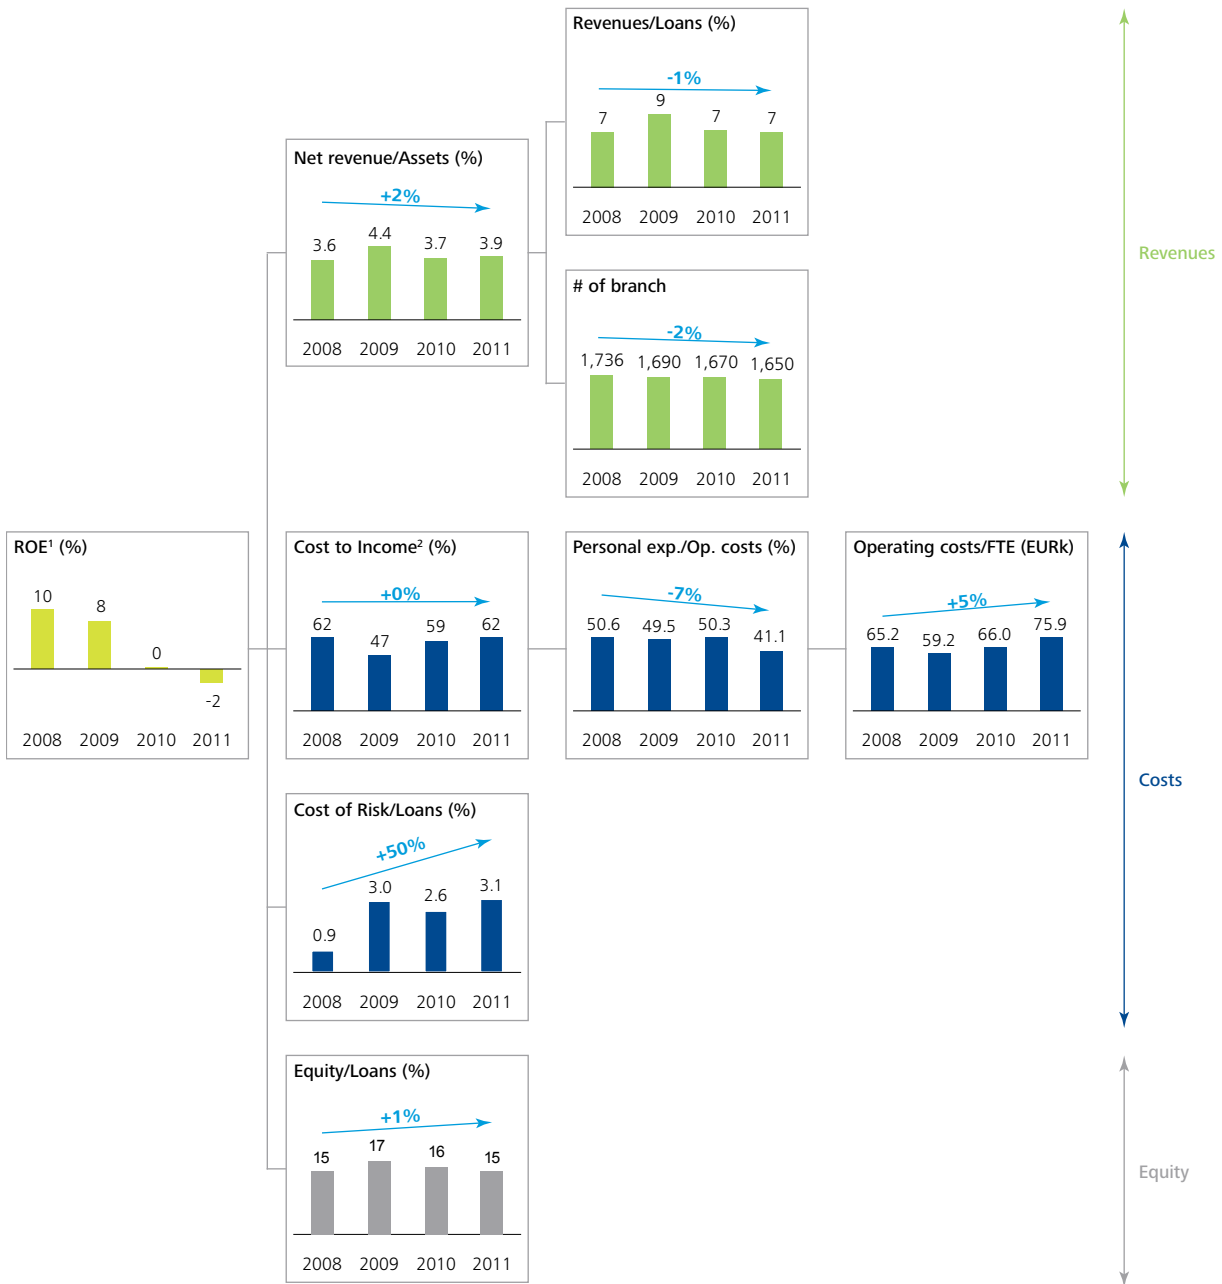 Revenues/Loans (%)
-1%
7 9 7 7
2008 2009 2010 2011
Net revenue/Assets (%)
+2%
3.6 4.4 3.7 3.9
2008 2009 2010 2011
# of branch
-2%
1,736 1,690 1,670 1,650
2008 2009 2010 2011
Revenues
ROE¹ (%)
10 8 0 -2
2008 2009 2010 2011
Cost to Income² (%)
+0%
62 47 59 62
2008 2009 2010 2011
Personal exp./Op. costs (%)
-7%
50.6 49.5 50.3 41.1
2008 2009 2010 2011
Operating costs/FTE (EURk)
+5%
65.2 59.2 66.0 75.9
2008 2009 2010 2011
Cost of Risk/Loans (%)
+50%
0.9 3.0 2.6 3.1
2008 2009 2010 2011
Costs
Equity/Loans (%)
+1%
15 17 16 15
2008 2009 2010 2011
Equity